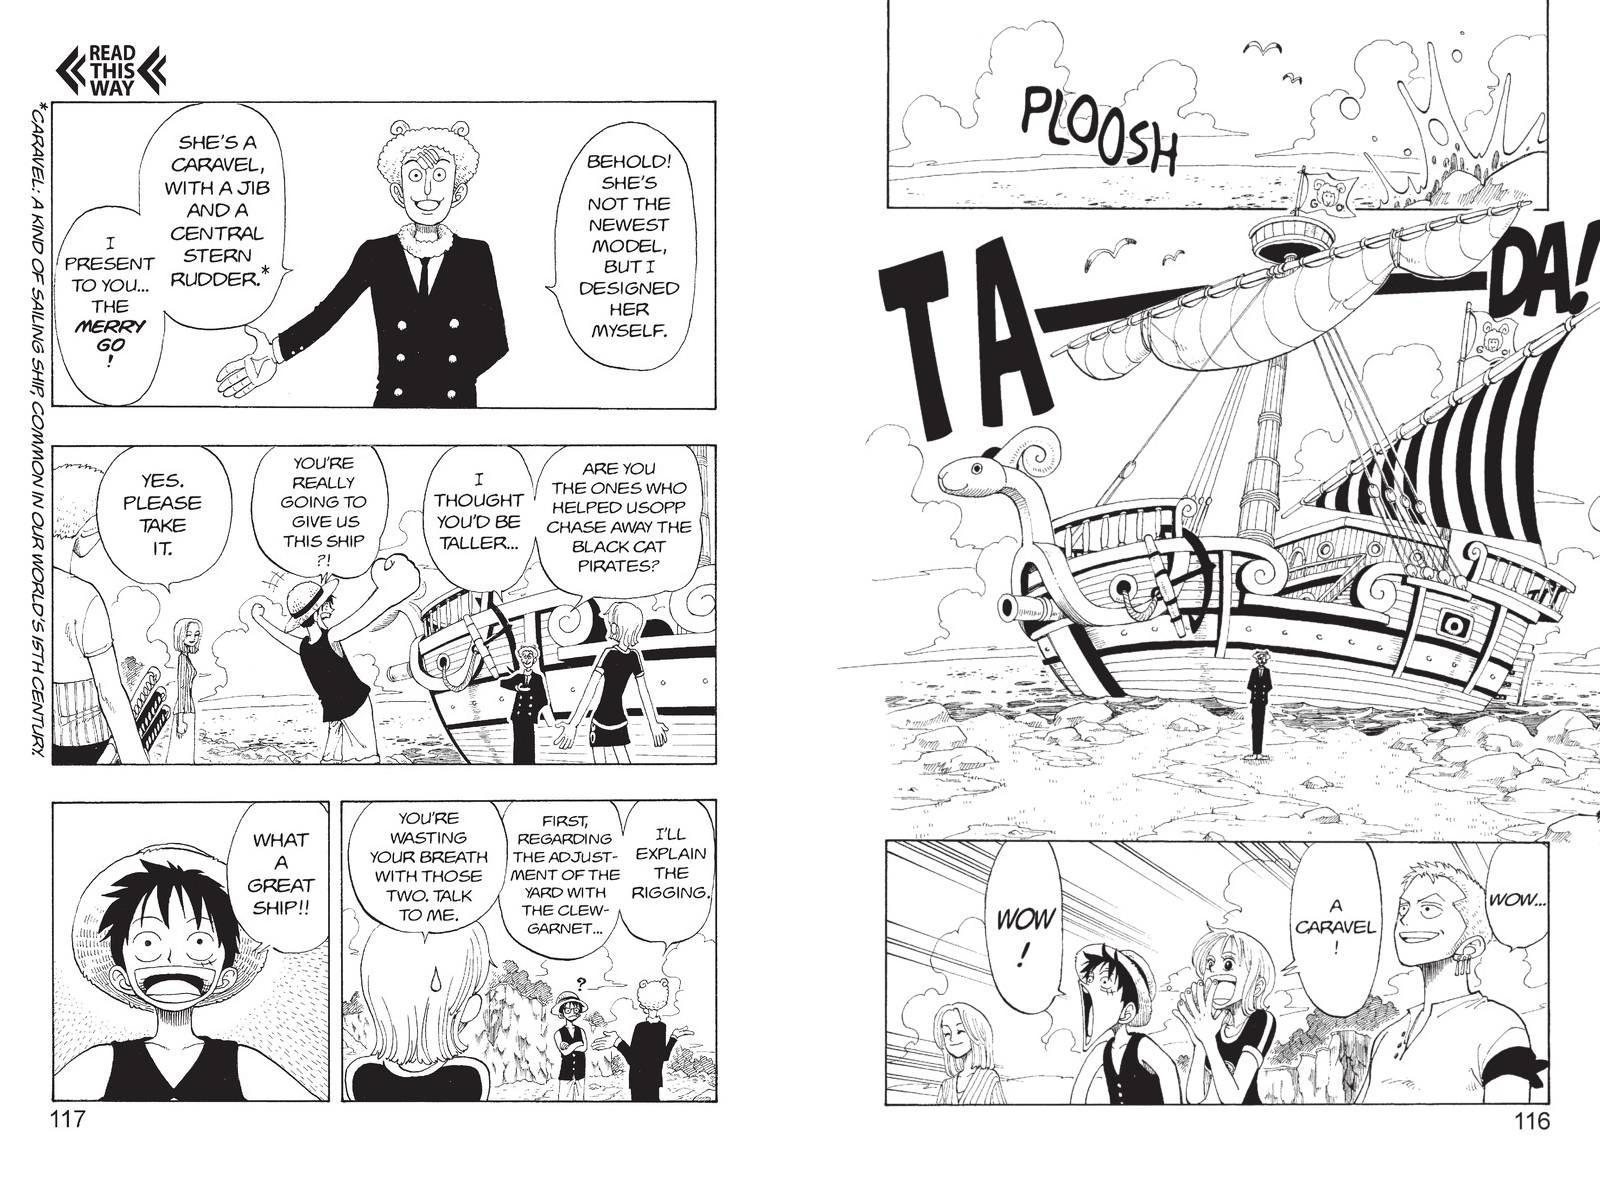 PLOOSH
TA-DA!
WOW...
A
CARAVEL
!
WOW
!
116
READ
THIS
WAY
BEHOLD!
SHE'S
NOT THE
NEWEST
MODEL,
BUT I
DESIGNED
HER
MYSELF.
SHE'S A
CARAVEL,
WITH A JIB
AND A
CENTRAL
STERN
RUDDER.*
I
PRESENT
TO YOU...
THE
MERRY
GO
!
*CARAVEL: A KIND OF SAILING SHIP, COMMON IN OUR WORLD'S 15TH CENTURY.
ARE YOU
THE ONES WHO
HELPED USOPP
CHASE AWAY THE
BLACK CAT
PIRATES?
I
THOUGHT
YOU'D BE
TALLER...
YOU'RE
REALLY
GOING TO
GIVE US
THIS SHIP
?!
YES.
PLEASE
TAKE
IT.
I'LL
EXPLAIN
THE
RIGGING.
FIRST,
REGARDING
THE ADJUST-
MENT OF THE
YARD WITH
THE CLEW-
GARNET...
?
YOU'RE
WASTING
YOUR BREATH
WITH THOSE
TWO. TALK
TO ME.
WHAT
A
GREAT
SHIP!!
117